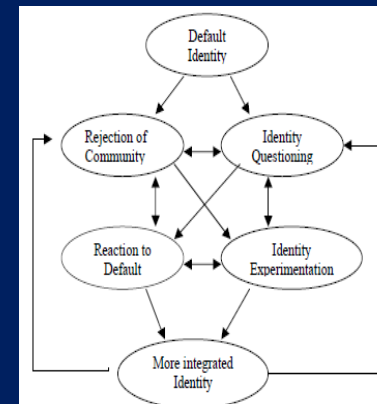 Default
Identity
Rejection of
Community
Identity
Questioning
Reaction to
Default
Identity
Experimentation
More integrated
Identity